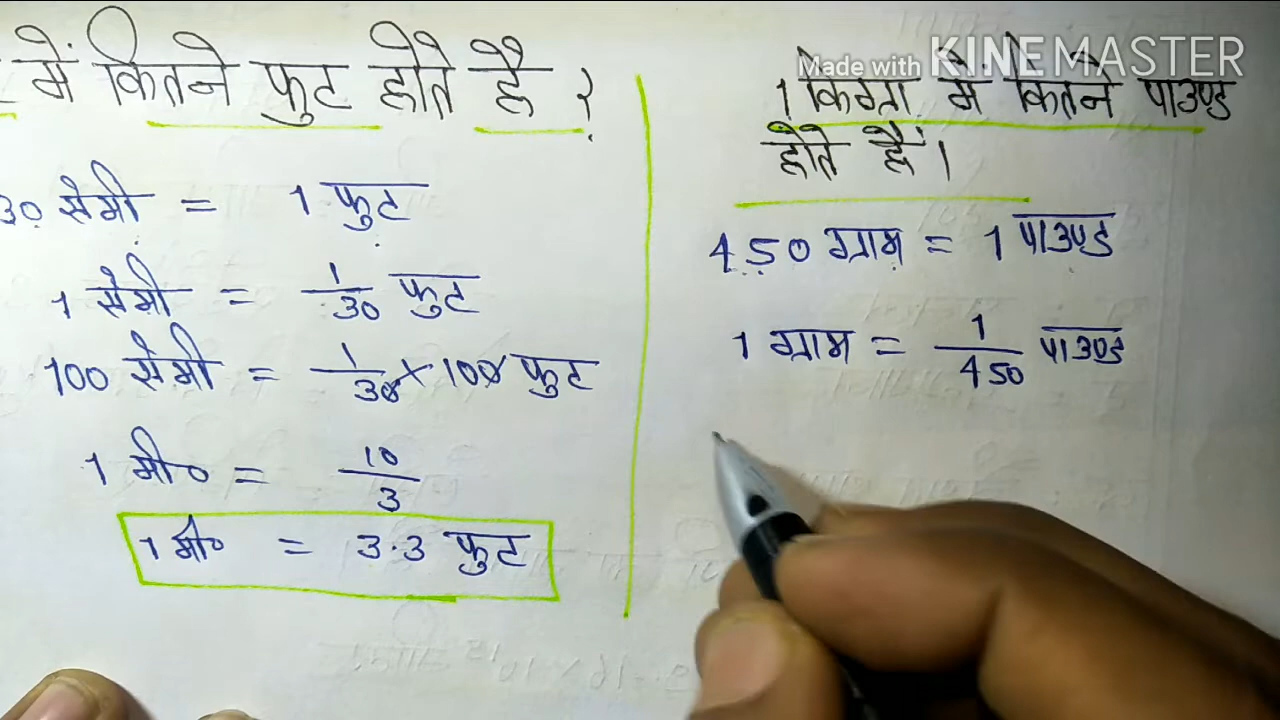 में कितने फुट होते है ?
30 सेमी = 1 फुट
1 सेमी = 1/30 फुट
100 सेमी = 1/30 × 100 फुट
1 मी० = 10/3
1 मी० = 3.3 फुट
Made with KINEMASTER
1 किग्रा में कितने पाउण्ड
होते हैं।
450 ग्राम = 1 पाउण्ड
1 ग्राम = 1/450 पाउण्ड